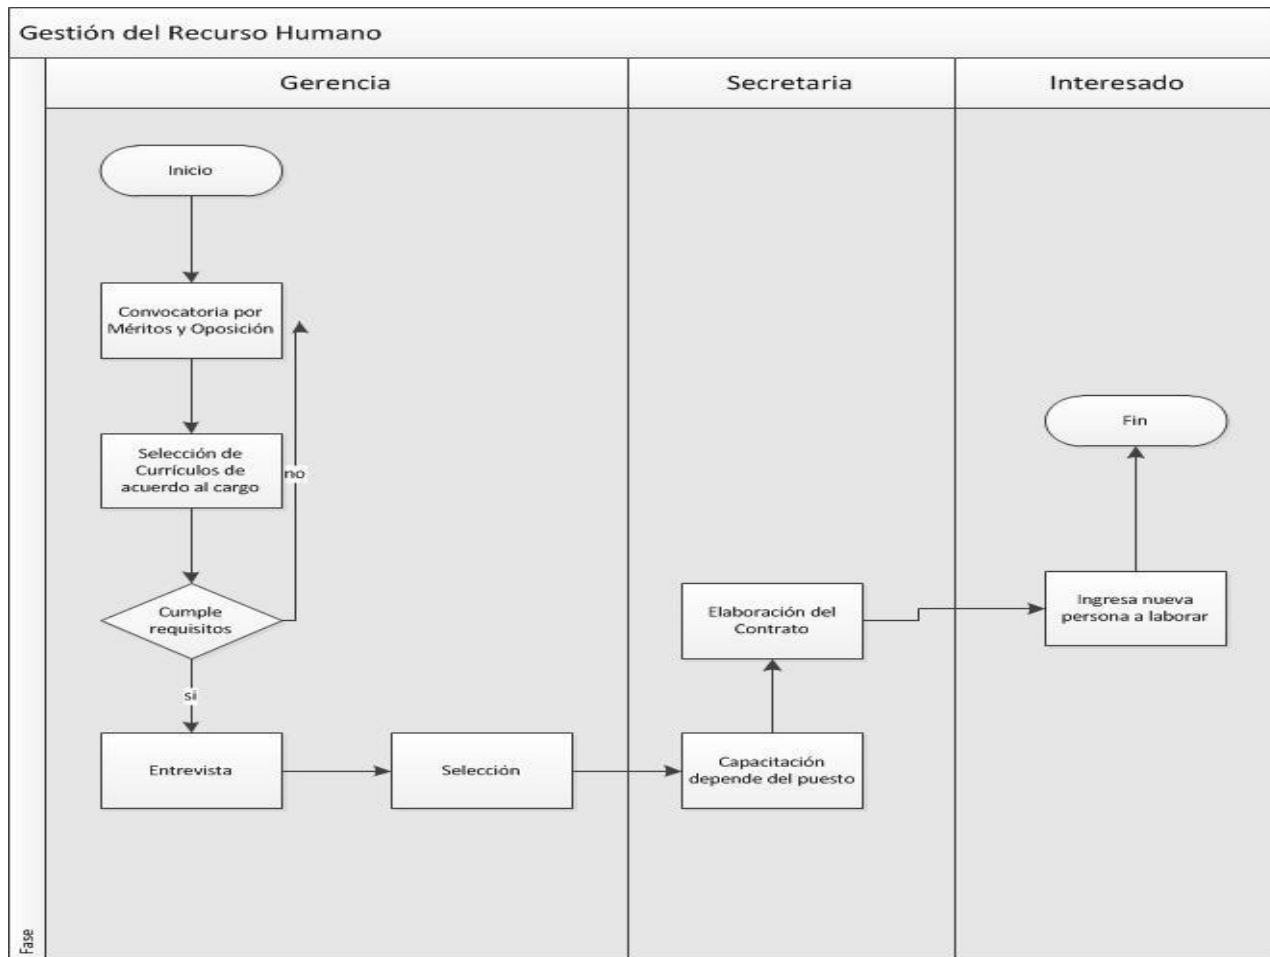 Gestión del Recurso Humano
Gerencia
Secretaria
Interesado
Inicio
Convocatoria por
Méritos y Oposición
Selección de
Currículos de
acuerdo al cargo
no
Cumple
requisitos
si
Entrevista
Selección
Capacitación
depende del puesto
Elaboración del
Contrato
Ingresa nueva
persona a laborar
Fin
Fase